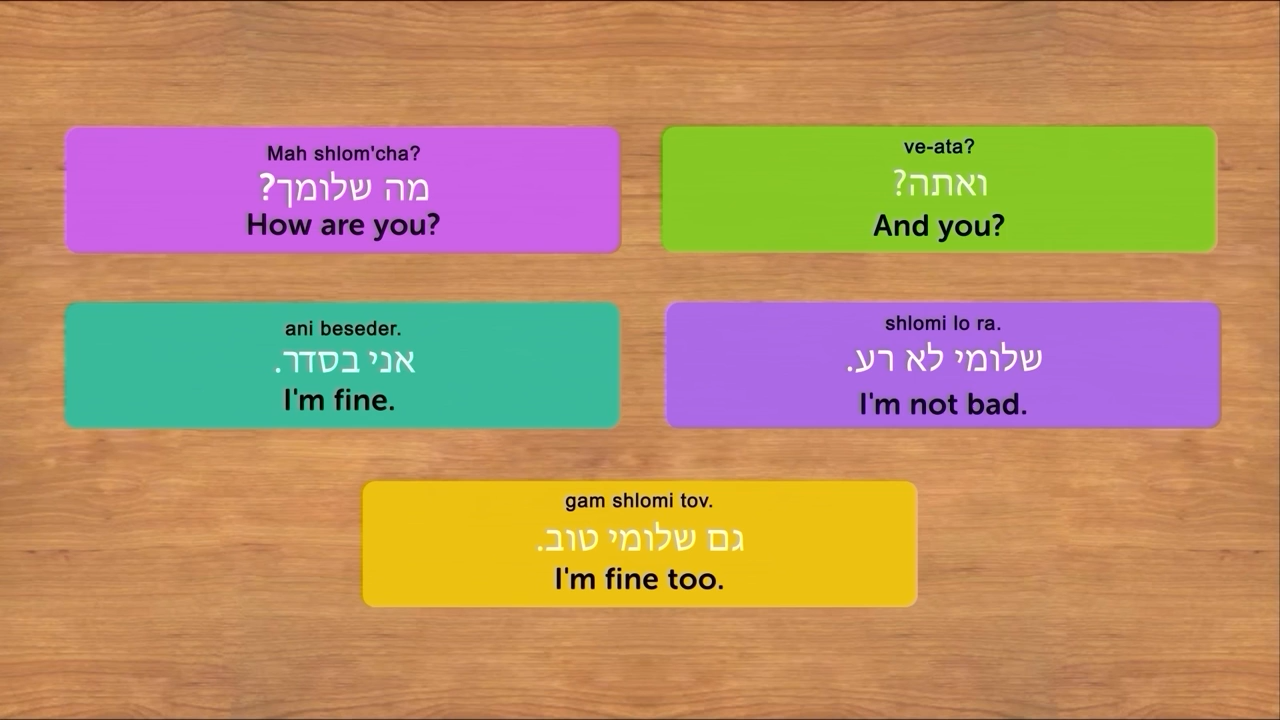 Mah shlom'cha?
מה שלומך?
How are you?
ve-ata?
ואתה?
And you?
ani beseder.
אני בסדר.
I'm fine.
shlomi lo ra.
שלומי לא רע.
I'm not bad.
gam shlomi tov.
גם שלומי טוב.
I'm fine too.